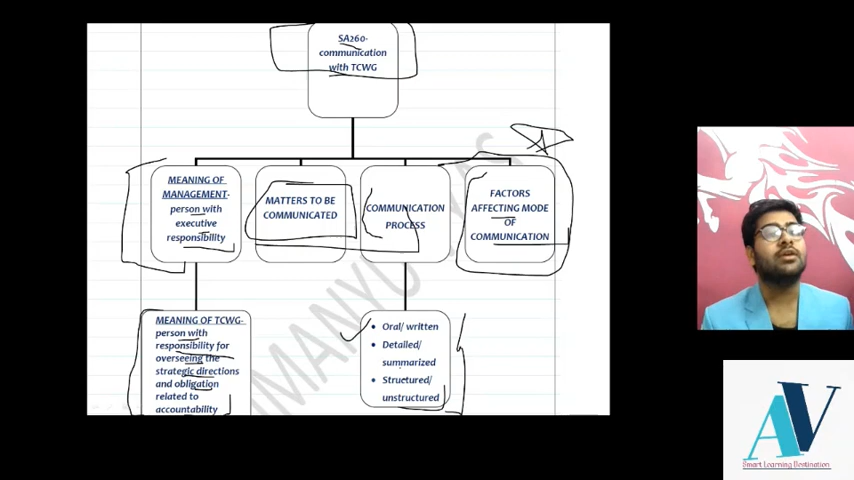 SA260-
communication
with TCWG
MEANING OF
MANAGEMENT-
person with
executive
responsibility
MATTERS TO BE
COMMUNICATED
COMMUNICATION
PROCESS
FACTORS
AFFECTING MODE
OF
COMMUNICATION
MEANING OF TCWG-
person with
responsibility for
overseeing the
strategic directions
and obligation
related to
accountability
• Oral/ written
• Detailed/
summarized
• Structured/
unstructured
AV
Smart Learning Destination